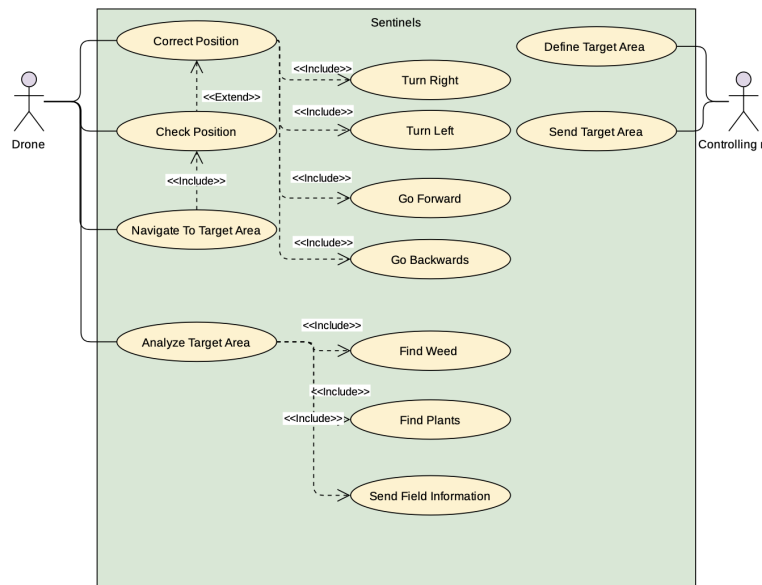 Sentinels
Correct Position
Define Target Area
<<Include>>
Turn Right
<<Extend>>
<<Include>>
Drone
Check Position
Turn Left
Send Target Area
Controlling
<<Include>>
<<Include>>
Go Forward
Navigate To Target Area
<<Include>>
Go Backwards
<<Include>>
Analyze Target Area
Find Weed
<<Include>>
<<Include>>
Find Plants
Send Field Information